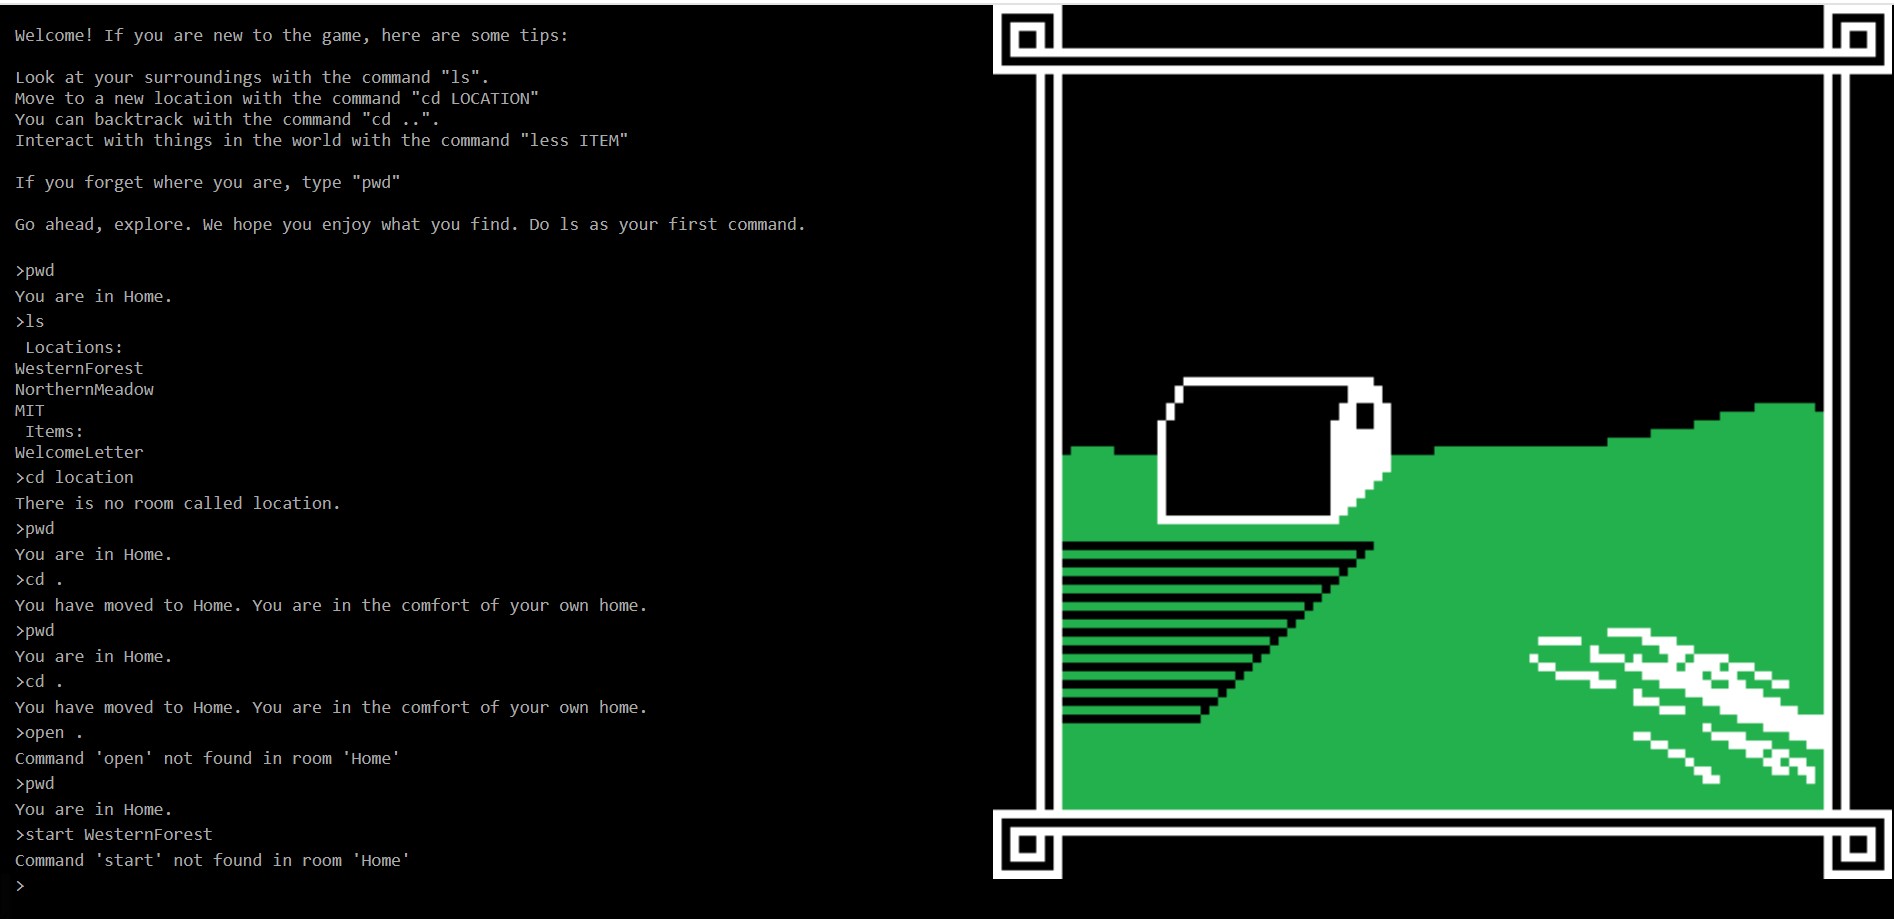 Welcome! If you are new to the game, here are some tips:
Look at your surroundings with the command "ls".
Move to a new location with the command "cd LOCATION"
You can backtrack with the command "cd ..".
Interact with things in the world with the command "less ITEM"
If you forget where you are, type "pwd"
Go ahead, explore. We hope you enjoy what you find. Do ls as your first command.
>pwd
You are in Home.
>ls
Locations:
WesternForest
NorthernMeadow
MIT
Items:
WelcomeLetter
>cd location
There is no room called location.
>pwd
You are in Home.
>cd .
You have moved to Home. You are in the comfort of your own home.
>pwd
You are in Home.
>cd .
You have moved to Home. You are in the comfort of your own home.
>open .
Command 'open' not found in room 'Home'
>pwd
You are in Home.
>start WesternForest
Command 'start' not found in room 'Home'
>